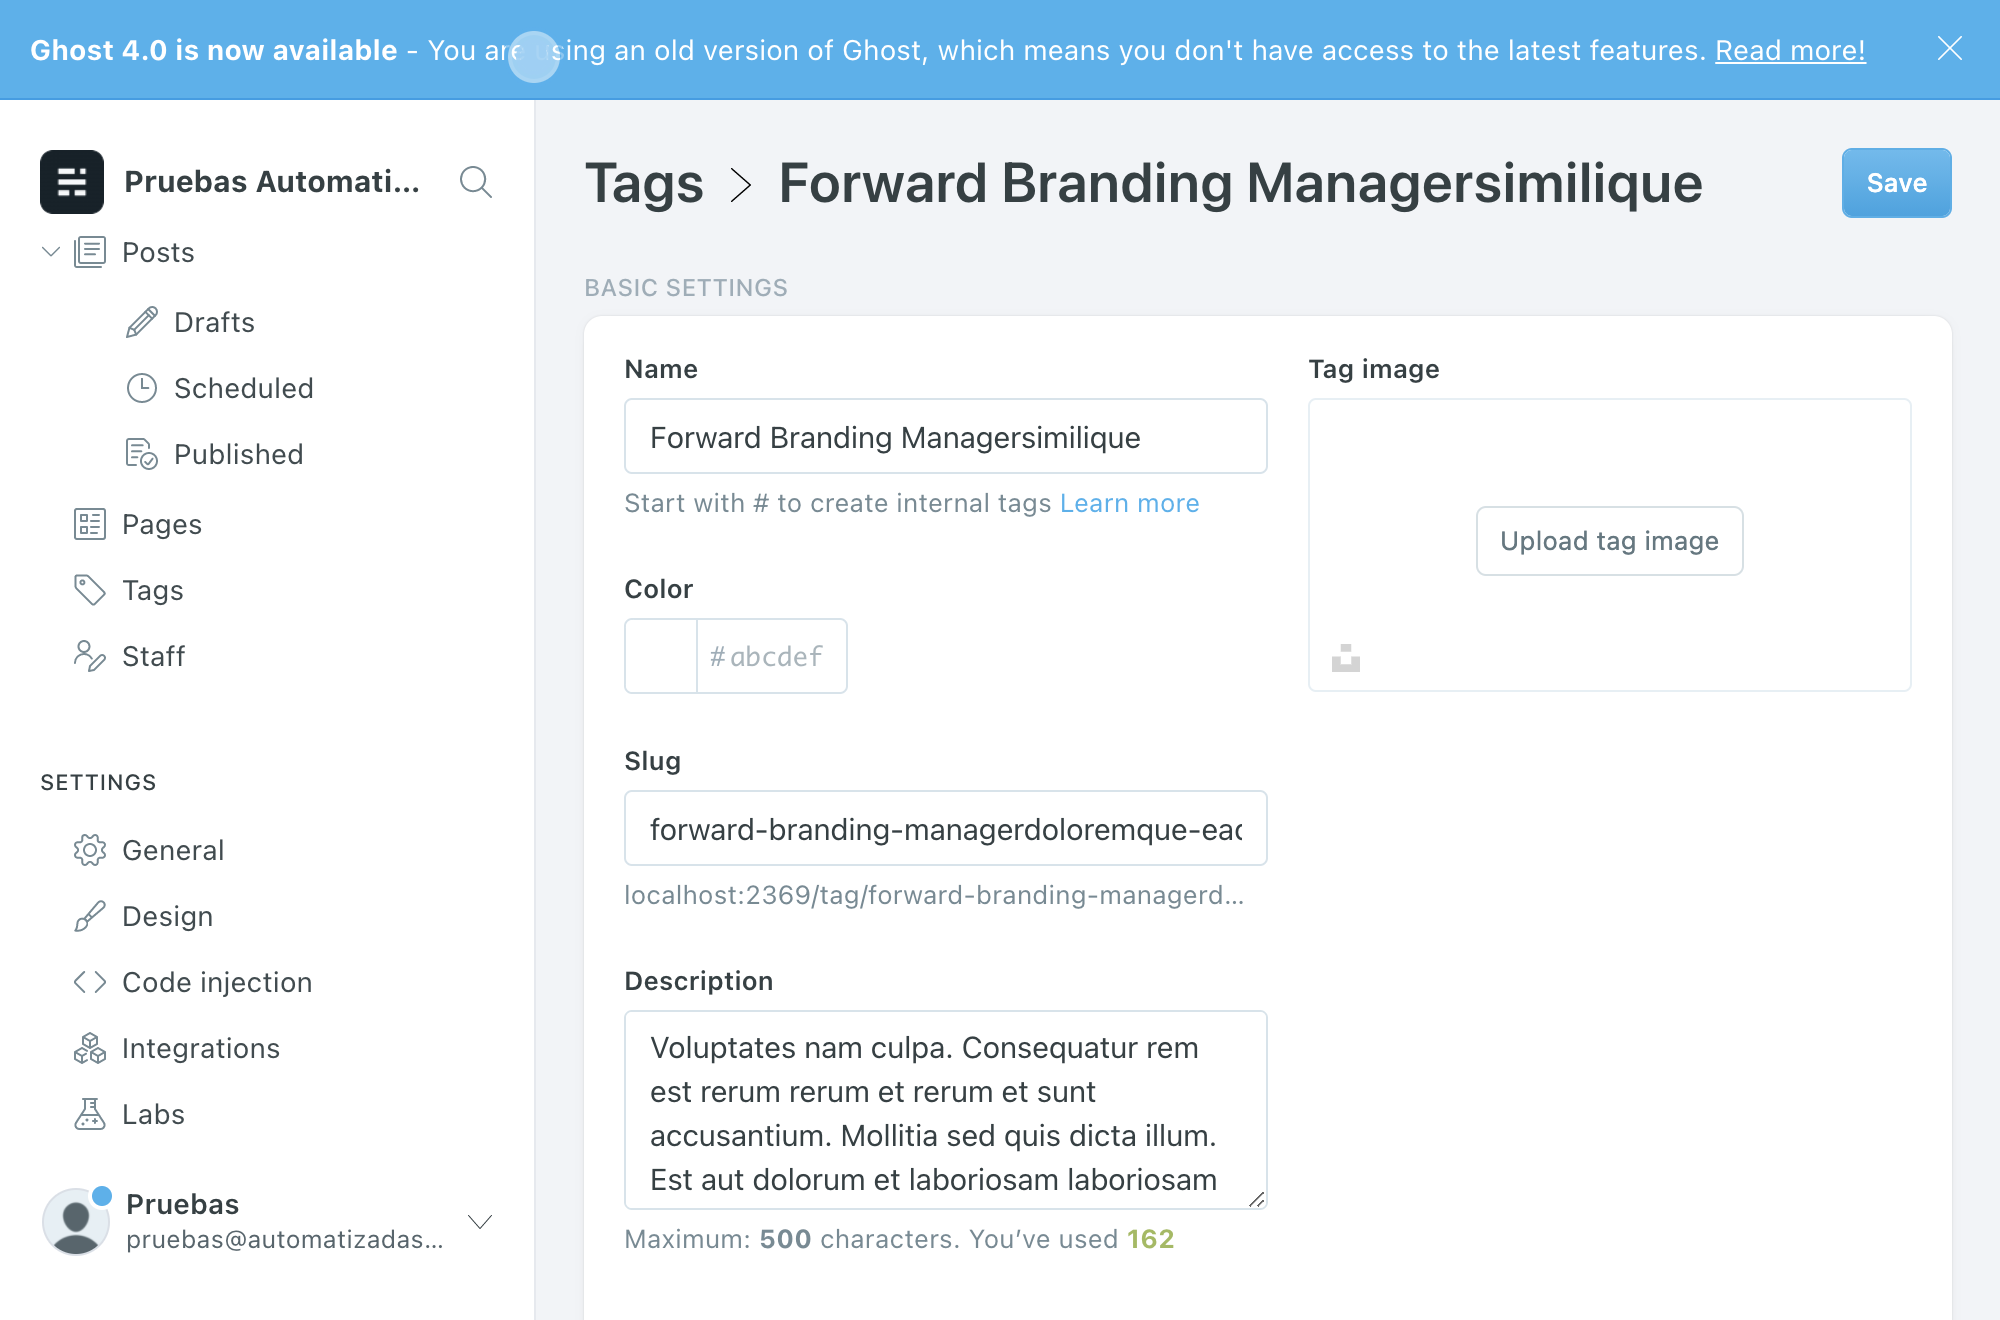 Ghost 4.0 is now available - You are using an old version of Ghost, which means you don't have access to the latest features. Read more!
Pruebas Automati...
Posts
Drafts
Scheduled
Published
Pages
Tags
Staff
SETTINGS
General
Design
Code injection
Integrations
Labs
Pruebas
pruebas@automatizadas...
Tags > Forward Branding Managersimilique
Save
BASIC SETTINGS
Name
Forward Branding Managersimilique
Start with # to create internal tags Learn more
Color
#abcdef
Slug
forward-branding-managerdoloremque-ea
localhost:2369/tag/forward-branding-managerd...
Description
Voluptates nam culpa. Consequatur rem
est rerum rerum et rerum et sunt
accusantium. Mollitia sed quis dicta illum.
Est aut dolorum et laboriosam laboriosam
Maximum: 500 characters. You’ve used 162
Tag image
Upload tag image